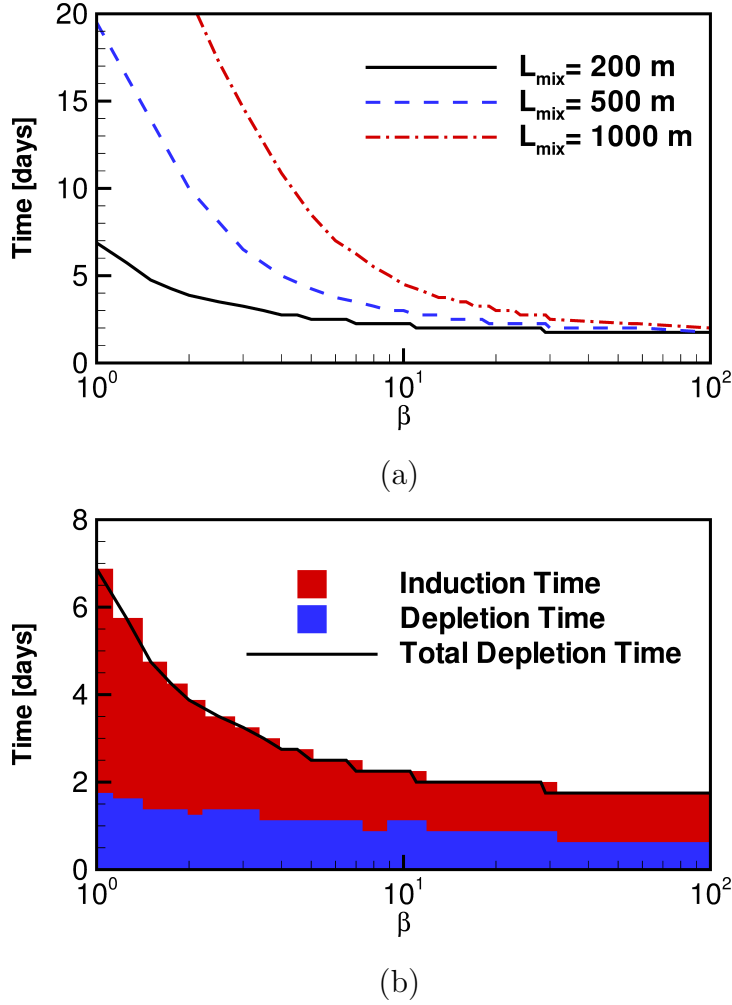 20
15
10
5
0
Time [days]
L_mix= 200 m
L_mix= 500 m
L_mix= 1000 m
10^0
10^1
10^2
β
(a)
8
6
4
2
0
Time [days]
Induction Time
Depletion Time
Total Depletion Time
10^0
10^1
10^2
β
(b)